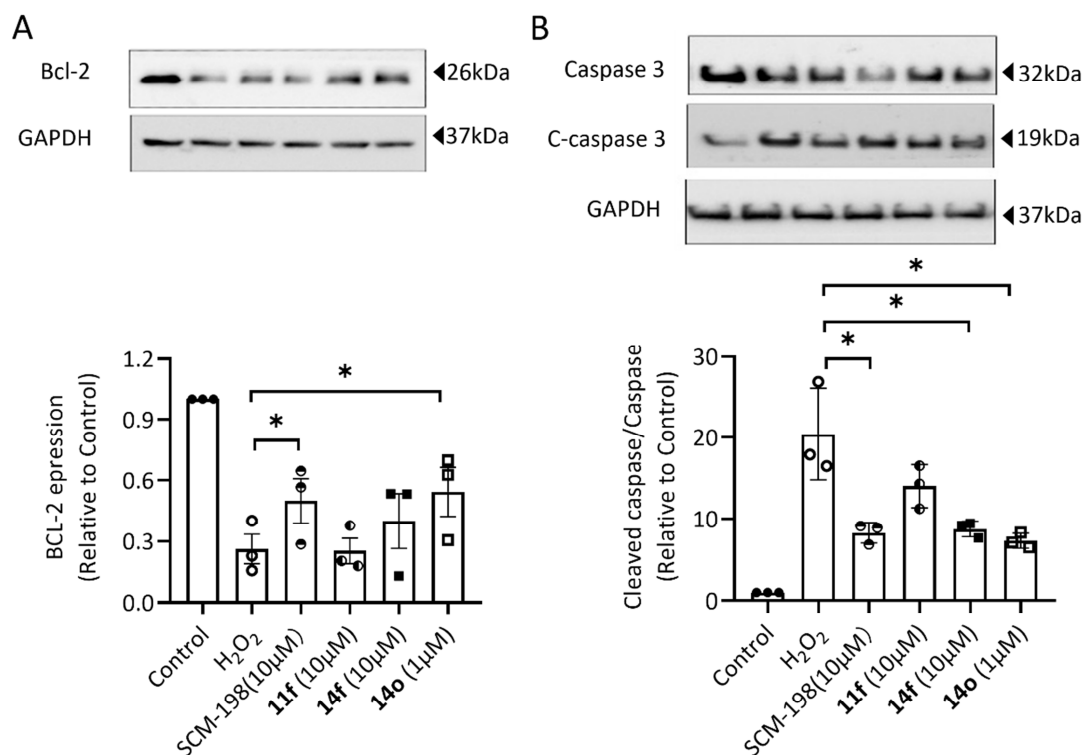 A
Bcl-2
◀26kDa
GAPDH
◀37kDa
BCL-2 epression
(Relative to Control)
1.2
0.9
0.6
0.3
0.0
*
*
Control
H₂O₂
SCM-198(10μM)
11f (10μM)
14f (10μM)
14o (1μM)
B
Caspase 3
◀32kDa
C-caspase 3
◀19kDa
GAPDH
◀37kDa
Cleaved caspase/Caspase
(Relative to Control)
30
20
10
0
*
*
*
Control
H₂O₂
SCM-198(10μM)
11f (10μM)
14f (10μM)
14o (1μM)